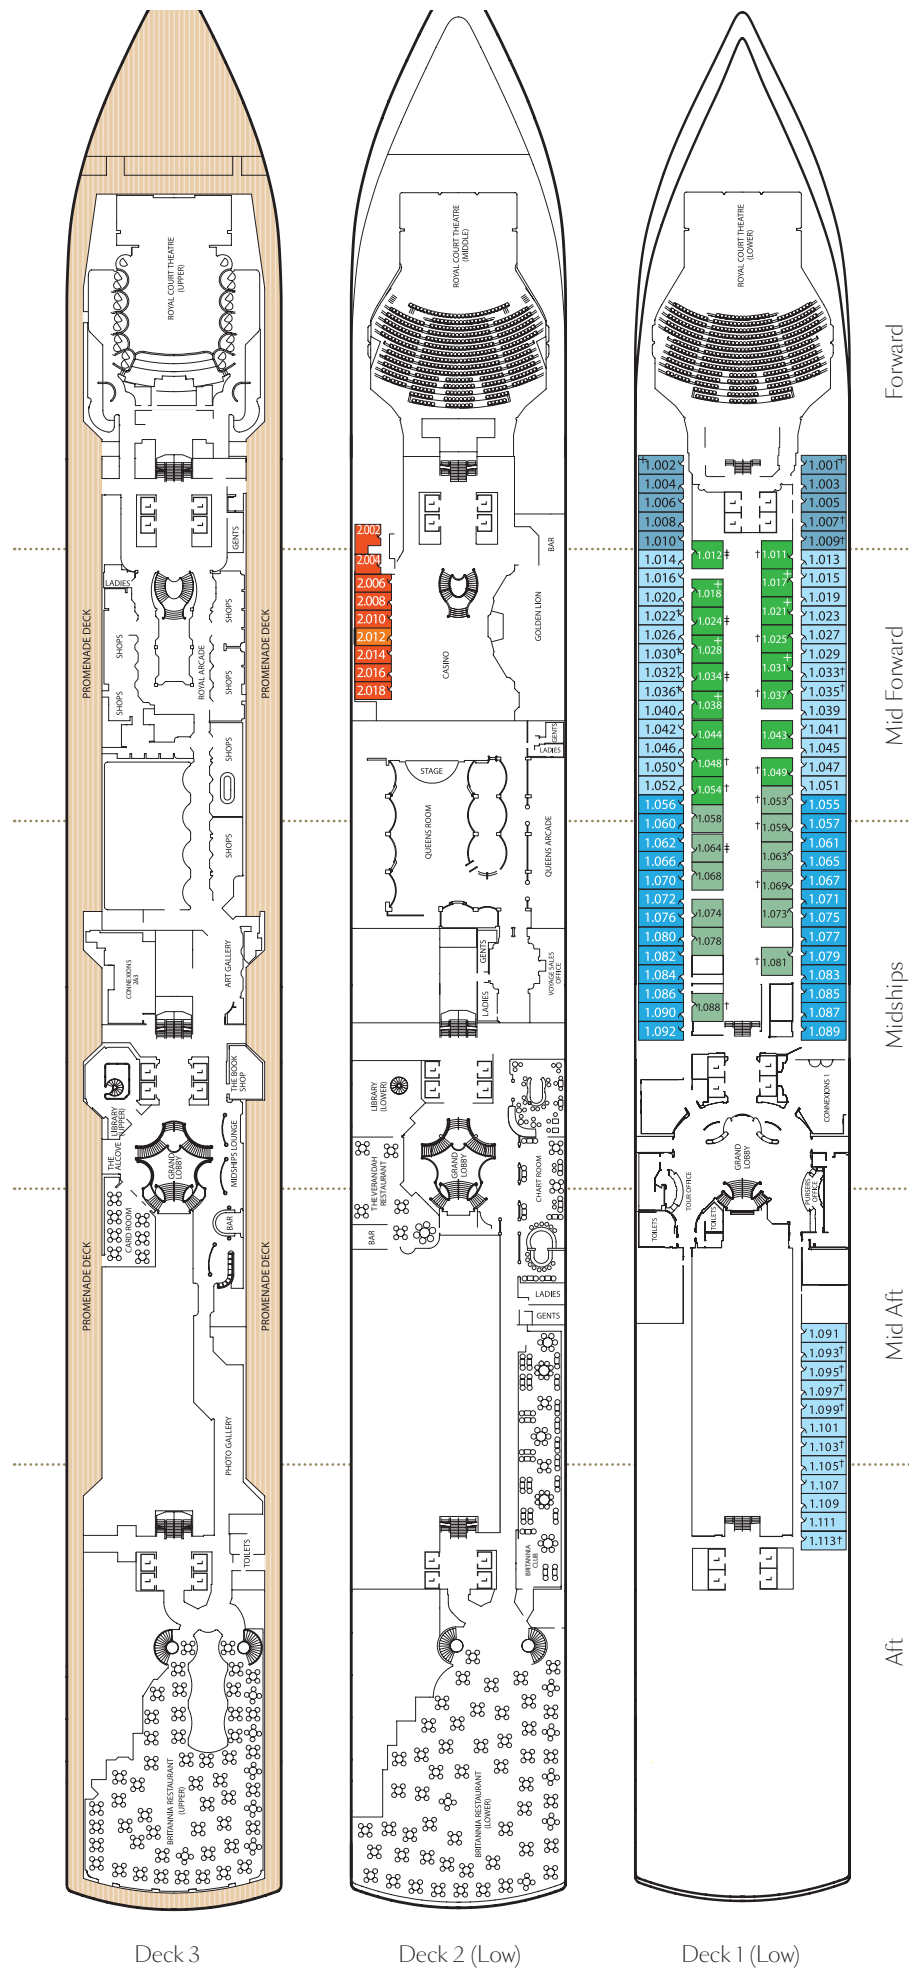 ROYAL COURT THEATRE
(UPPER)
GENTS
LADIES
SHOPS
SHOPS
SHOPS
ROYAL ARCADE
SHOPS
SHOPS
PROMENADE DECK
PROMENADE DECK
SHOPS
SHOPS
ART GALLERY
CONNEXIONS
2&3
THE BOOK
SHOP
LIBRARY
(UPPER)
THE ALCOVE
GRAND
LOBBY
MIDSHIPS LOUNGE
CARD ROOM
BAR
PROMENADE DECK
PROMENADE DECK
PHOTO GALLERY
TOILETS
BRITANNIA RESTAURANT
(UPPER)
Deck 3
ROYAL COURT THEATRE
(MIDDLE)
2.002
2.004
2.006
2.008
2.010
2.012
2.014
2.016
2.018
BAR
GOLDEN LION
CASINO
GENTS
LADIES
STAGE
QUEENS ROOM
QUEENS ARCADE
GENTS
LADIES
VOYAGE SALES
OFFICE
LIBRARY
(LOWER)
THE VERANDAH
RESTAURANT
GRAND
LOBBY
CHART ROOM
BAR
LADIES
GENTS
BRITANNIA
CLUB
BRITANNIA RESTAURANT
(LOWER)
Deck 2 (Low)
ROYAL COURT THEATRE
(LOWER)
1.002
1.004
1.006
1.008
1.010
1.014
1.016
1.020
1.022†
1.026
1.030†
1.032†
1.036†
1.040
1.042
1.046
1.050
1.052
1.056
1.060
1.062
1.066
1.070
1.072
1.076
1.080
1.082
1.084
1.086
1.090
1.092
1.012 ‡
1.018
1.024 ‡
1.028
1.034 ‡
1.038
1.044
1.048 †
1.054 †
1.058
1.064 ‡
1.068
1.074
1.078
1.088 †
† 1.011
1.017
1.021
† 1.025
1.031
† 1.037
1.043
† 1.049
† 1.053
† 1.059
1.063
† 1.069
1.073
† 1.081
1.001
1.003
1.005
1.007†
1.009†
1.013
1.015
1.019
1.023
1.027
1.029
1.033†
1.035†
1.039
1.041
1.045
1.047
1.051
1.055
1.057
1.061
1.065
1.067
1.071
1.075
1.077
1.079
1.083
1.085
1.087
1.089
CONNEXIONS 1
GRAND
LOBBY
TOUR OFFICE
PURSERS
OFFICE
TOILETS
TOILETS
1.091
1.093†
1.095†
1.097†
1.099†
1.101
1.103†
1.105†
1.107
1.109
1.111
1.113†
Deck 1 (Low)
Forward
Mid Forward
Midships
Mid Aft
Aft